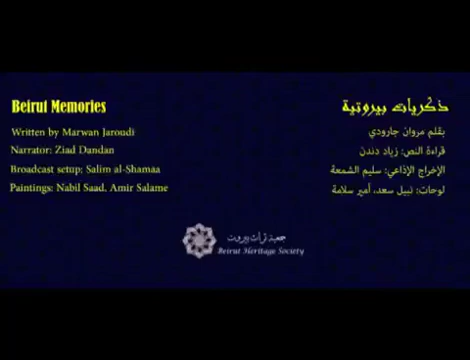 Beirut Memories
Written by Marwan Jaroudi
Narrator: Ziad Dandan
Broadcast setup: Salim al-Shamaa
Paintings: Nabil Saad, Amir Salame
ذكريات بيروتية
بقلم مروان جارودي
قراءة النص: زياد دندن
الإخراج الإذاعي: سليم الشمعة
لوحات: نبيل سعد، أمير سلامة
جمعية تراث بيروت
Beirut Heritage Society